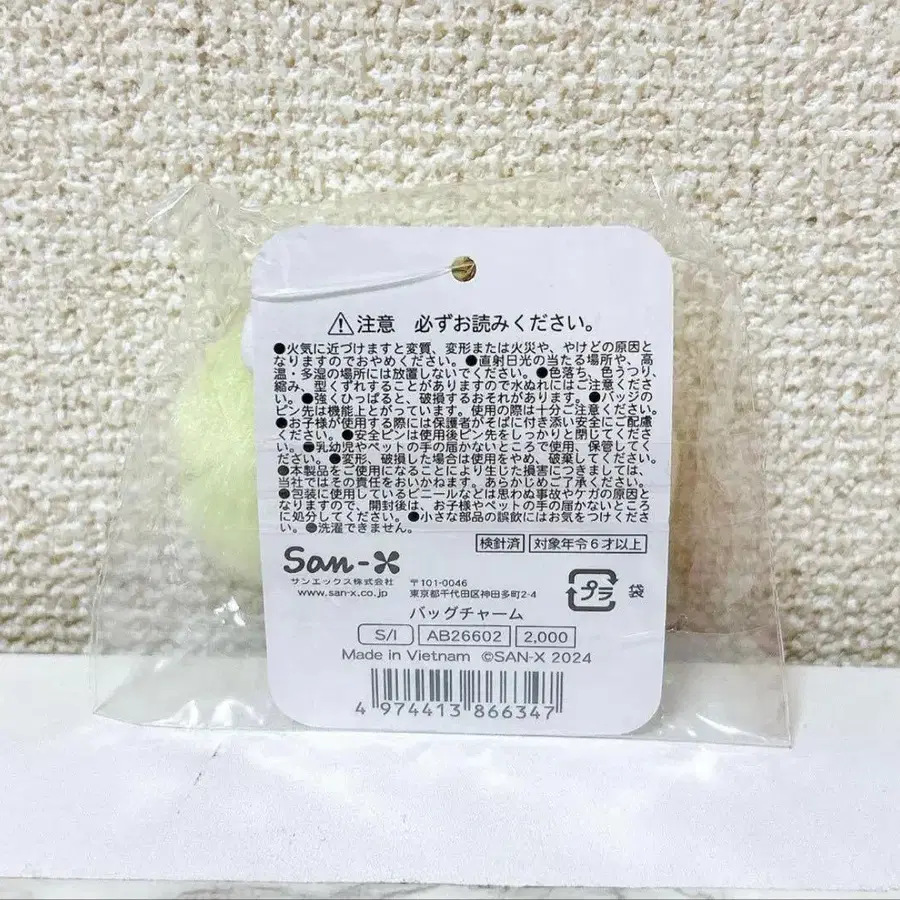 ⚠注意 必ずお読みください。
●火気に近づけますと変質、変形または火災や、やけどの原因と
なりますのでおやめください。●直射日光の当たる場所や、高
温・多湿の場所には放置しないでください。●色落ち、色うつり、
縮み、型くずれすることがありますので水ぬれにはご注意くださ
い。●強くひっぱると、破損するおそれがあります。●バッジの
ピン先は機能上とがっています。使用の際は十分ご注意ください。
●お子様が使用する際には保護者がそばに付き添い安全にご配慮
ください。●安全ピンは使用後ピン先をしっかりと閉じてくださ
い。●乳幼児やペットの手の届かないところで使用、保管してく
ださい。●変形、破損した場合は使用をやめ、破棄してください。
●本製品をご使用になることにより生じた損害につきましては、
当社ではその責任をおいかねます。あらかじめご了承ください。
●包装に使用しているビニールなどは思わぬ事故やケガの原因と
なりますので、開封後は、お子様やペットの手の届かないところ
に処分してください。●小さな部品の誤飲にはお気をつけくださ
い。●洗濯できません。
検針済 対象年令6才以上
San-X
サンエックス株式会社
www.san-x.co.jp
〒101-0046
東京都千代田区神田多町2-4
プラ 袋
バッグチャーム
S/I AB26602 2,000
Made in Vietnam ©SAN-X 2024
4 974413 866347